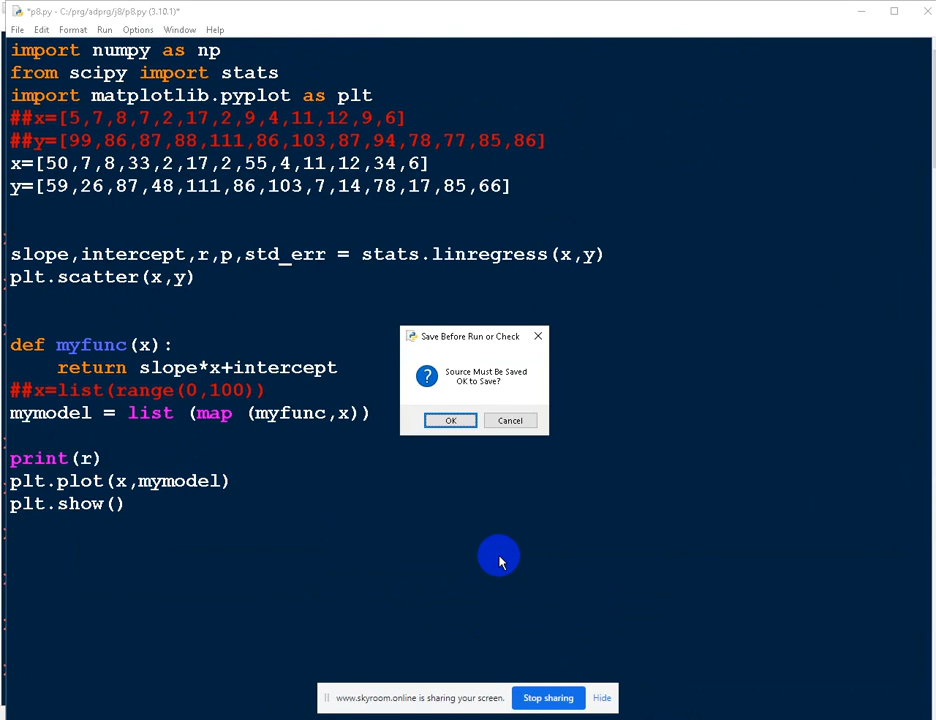 *p8.py - C:/prg/adprg/j8/p8.py (3.10.1)*
File Edit Format Run Options Window Help
import numpy as np
from scipy import stats
import matplotlib.pyplot as plt
##x=[5,7,8,7,2,17,2,9,4,11,12,9,6]
##y=[99,86,87,88,111,86,103,87,94,78,77,85,86]
x=[50,7,8,33,2,17,2,55,4,11,12,34,6]
y=[59,26,87,48,111,86,103,7,14,78,17,85,66]
slope,intercept,r,p,std_err = stats.linregress(x,y)
plt.scatter(x,y)
def myfunc(x):
    return slope*x+intercept
##x=list(range(0,100))
mymodel = list (map (myfunc,x))
print(r)
plt.plot(x,mymodel)
plt.show()
Save Before Run or Check
Source Must Be Saved
OK to Save?
OK Cancel
www.skyroom.online is sharing your screen. Stop sharing Hide